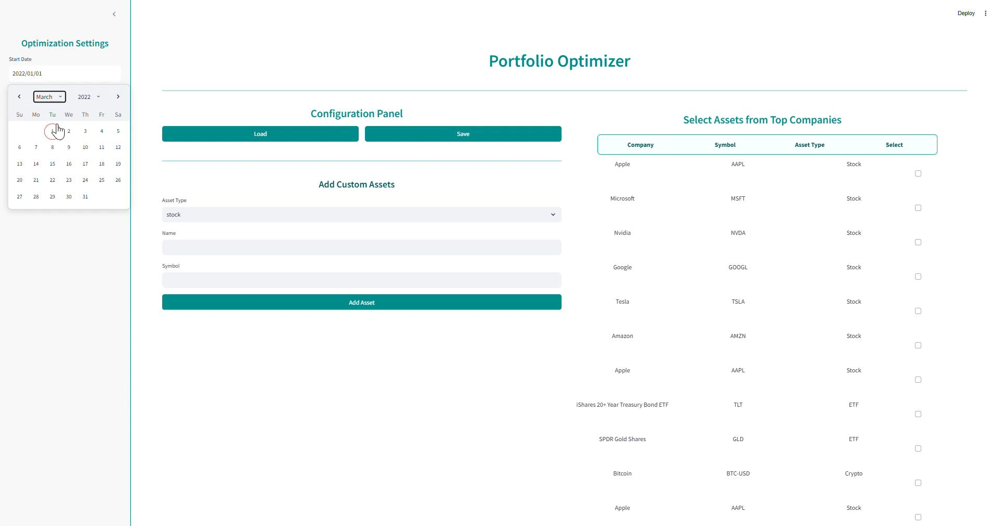 Deploy
Optimization Settings
Start Date
2022/01/01
March 2022
Su Mo Tu We Th Fr Sa
1 2 3 4 5
6 7 8 9 10 11 12
13 14 15 16 17 18 19
20 21 22 23 24 25 26
27 28 29 30 31
Portfolio Optimizer
Configuration Panel
Load Save
Add Custom Assets
Asset Type
stock
Name
Symbol
Add Asset
Select Assets from Top Companies
Company Symbol Asset Type Select
Apple AAPL Stock
Microsoft MSFT Stock
Nvidia NVDA Stock
Google GOOGL Stock
Tesla TSLA Stock
Amazon AMZN Stock
Apple AAPL Stock
iShares 20+ Year Treasury Bond ETF TLT ETF
SPDR Gold Shares GLD ETF
Bitcoin BTC-USD Crypto
Apple AAPL Stock